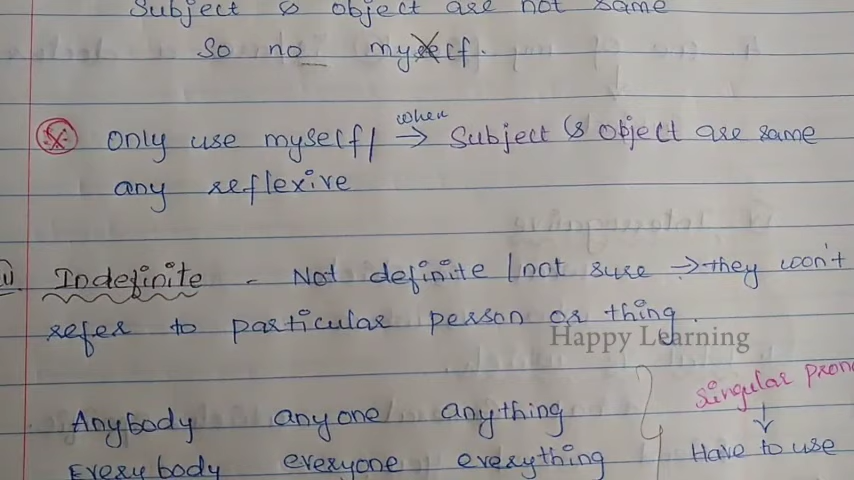 Subject & object are not same
So no myself.
when
Only use myself/ → Subject & object are same
any reflexive
Indefinite - Not definite /not sure → they won't
refer to particular person or thing.
Happy Learning
Singular
Anybody anyone anything
Everybody everyone everything Have to use